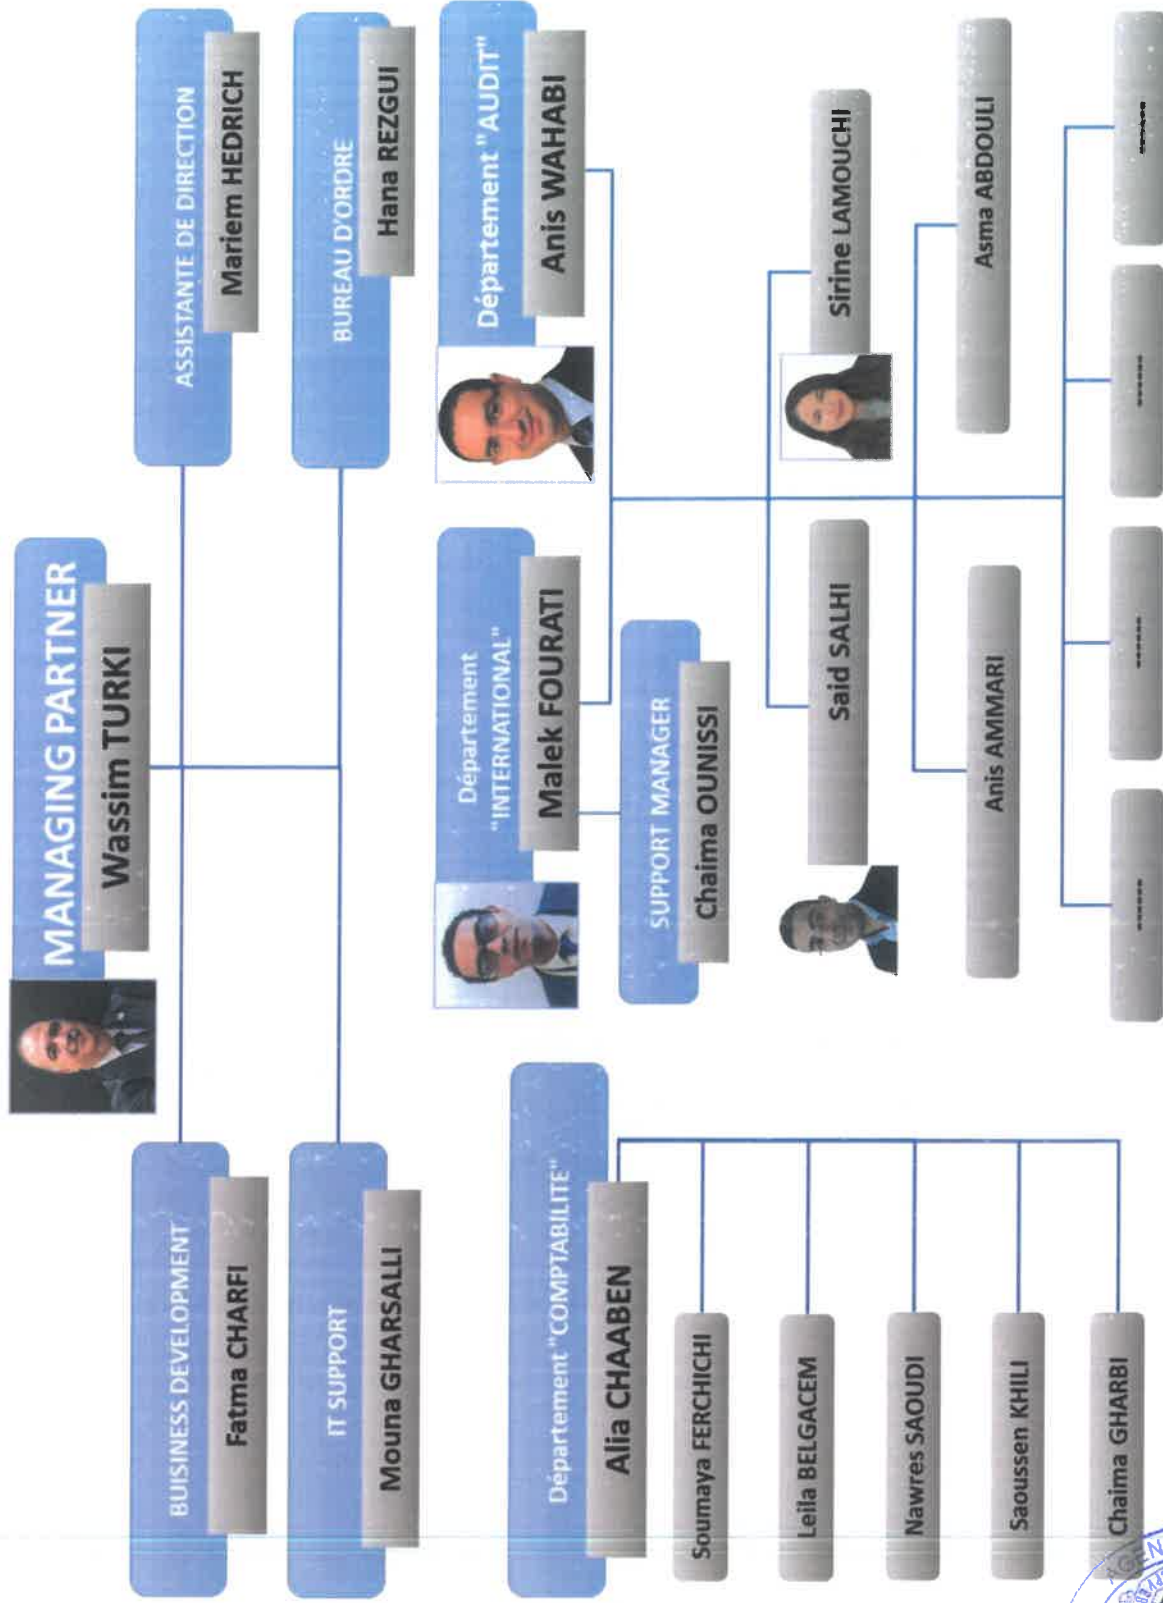 MANAGING PARTNER
Wassim TURKI
BUISINESS DEVELOPMENT
Fatma CHARFI
ASSISTANTE DE DIRECTION
Mariem HEDRICH
IT SUPPORT
Mouna GHARSALLI
BUREAU D'ORDRE
Hana REZGUI
Département "COMPTABILITE"
Alia CHAABEN
Soumaya FERCHICHI
Leila BELGACEM
Nawres SAOUDI
Saoussen KHILI
Chaima GHARBI
Département
"INTERNATIONAL"
Malek FOURATI
SUPPORT MANAGER
Chaima OUNISSI
Département "AUDIT"
Anis WAHABI
Said SALHI
Sirine LAMOUCHI
Anis AMMARI
Asma ABDOULI
------
------
------
------